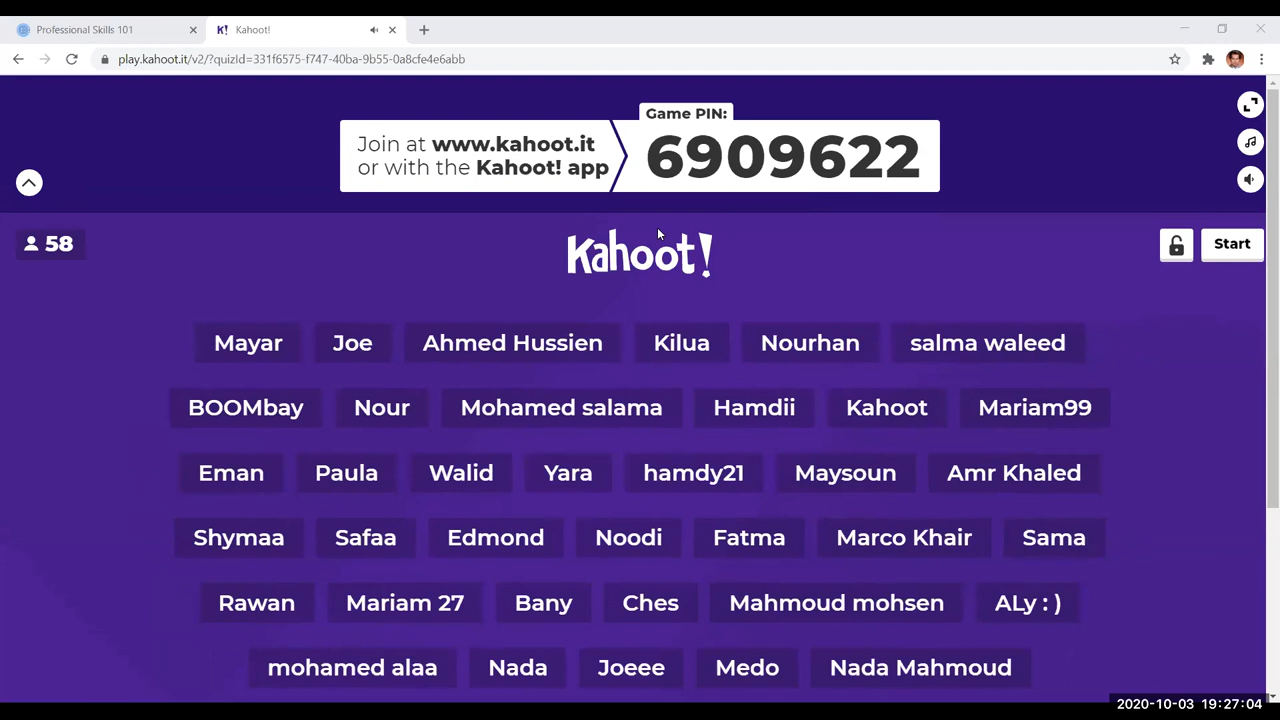 Professional Skills 101
Kahoot!
play.kahoot.it/v2/?quizId=331f6575-f747-40ba-9b55-0a8cfe4e6abb
Game PIN:
Join at www.kahoot.it
or with the Kahoot! app
6909622
58
Kahoot!
Start
Mayar Joe Ahmed Hussien Kilua Nourhan salma waleed
BOOMbay Nour Mohamed salama Hamdii Kahoot Mariam99
Eman Paula Walid Yara hamdy21 Maysoun Amr Khaled
Shymaa Safaa Edmond Noodi Fatma Marco Khair Sama
Rawan Mariam 27 Bany Ches Mahmoud mohsen ALy : )
mohamed alaa Nada Joeee Medo Nada Mahmoud
2020-10-03 19:27:04